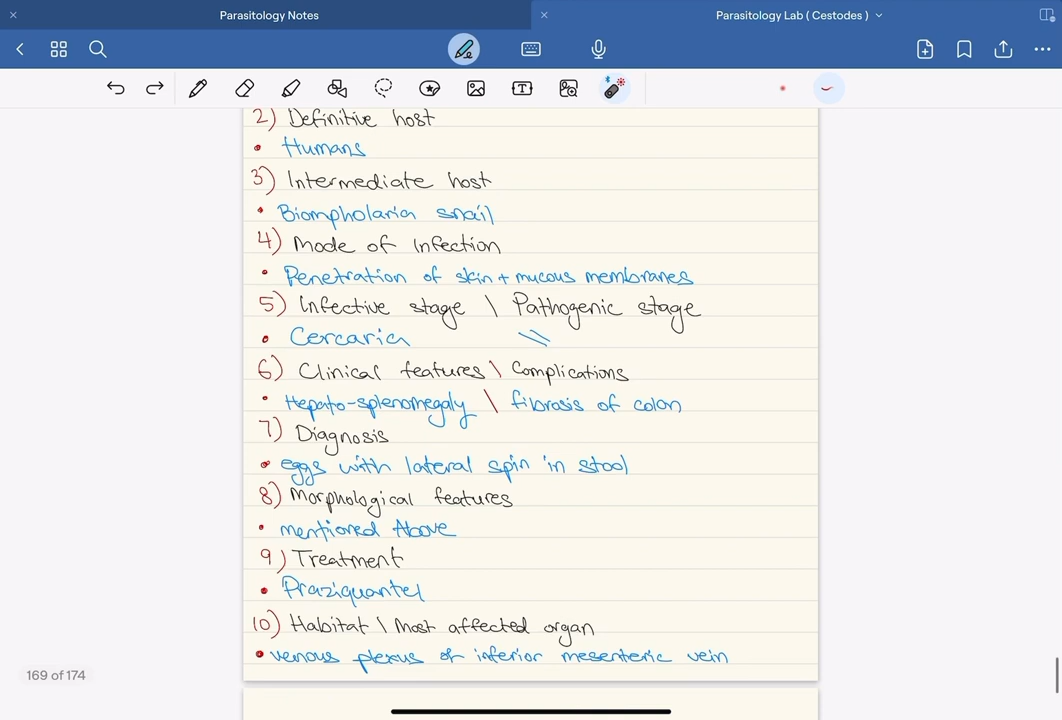 Parasitology Notes
Parasitology Lab ( Cestodes )
2) Definitive host
• Humans
3) Intermediate host
• Biompholaria snail
4) Mode of Infection
• Penetration of skin + mucous membranes
5) Infective stage \ Pathogenic stage
• Cercaria \\
6) Clinical features \ Complications
• Hepato-splenomegaly \ fibrosis of colon
7) Diagnosis
• eggs with lateral spin in stool
8) Morphological features
• mentioned Above
9) Treatment
• Praziquantel
10) Habitat \ Most affected organ
• venous plexus of inferior mesenteric vein
169 of 174